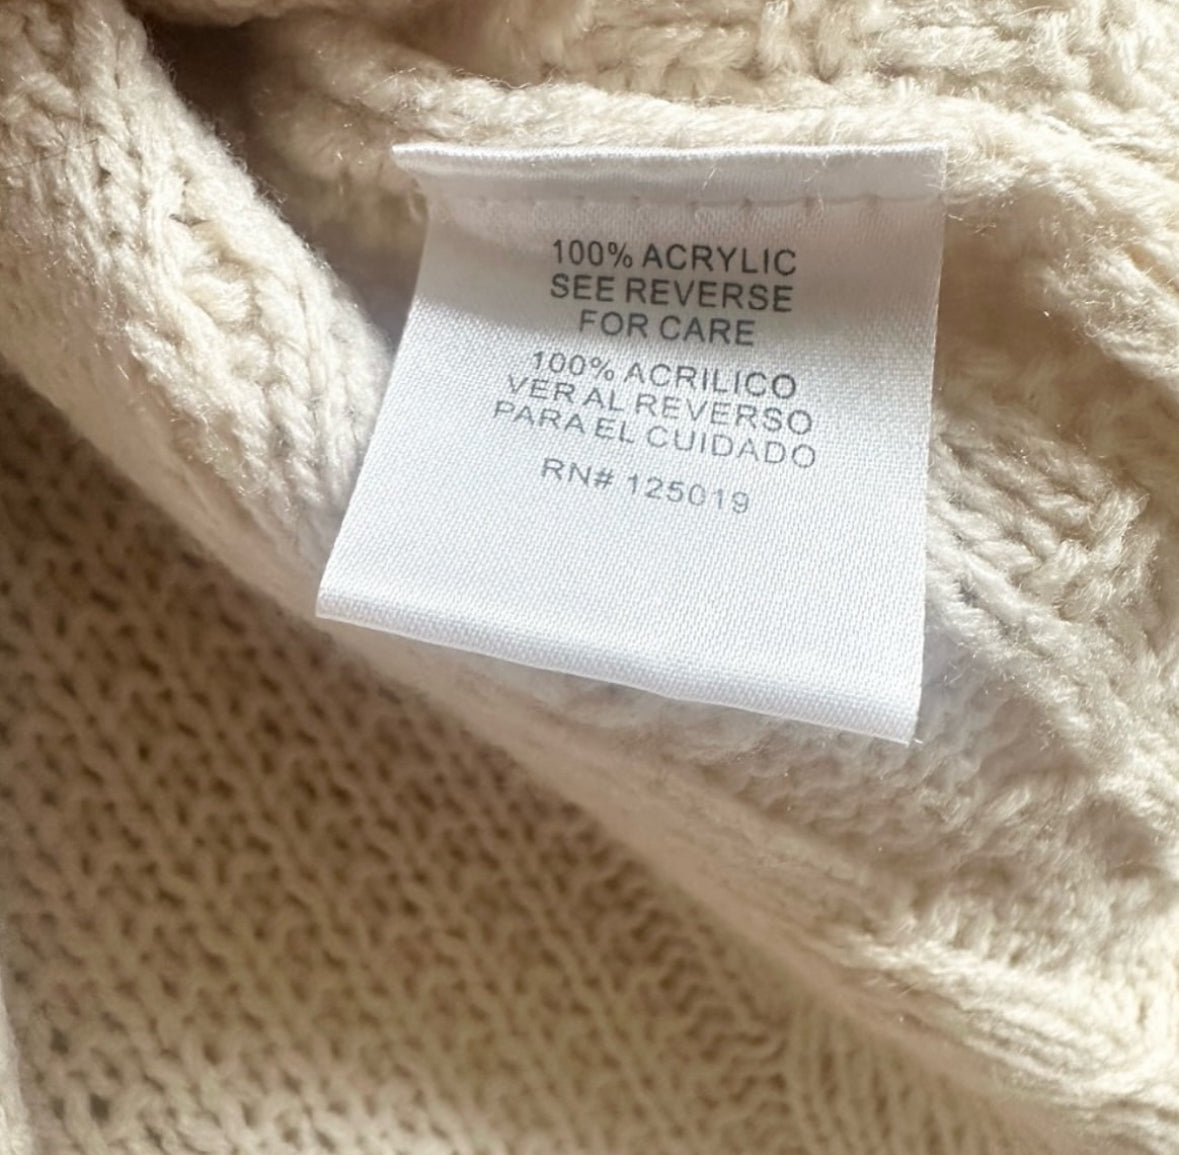 100% ACRYLIC
SEE REVERSE
FOR CARE
100% ACRILICO
VER AL REVERSO
PARA EL CUIDADO
RN# 125019